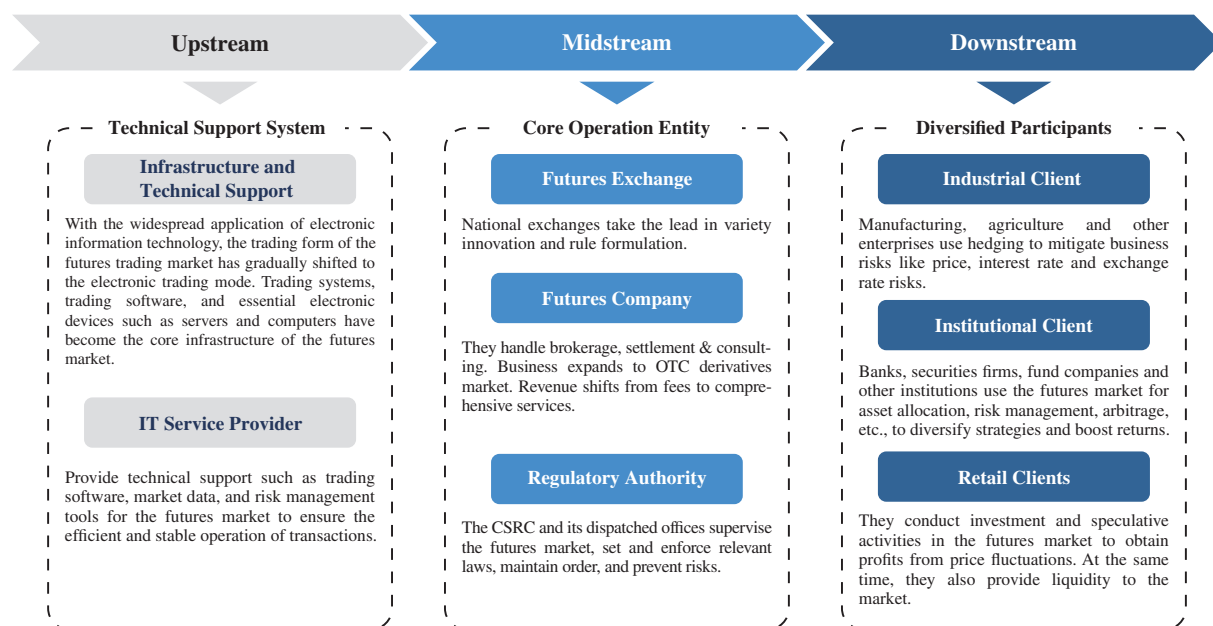 Upstream
Midstream
Downstream
Technical Support System
Infrastructure and
Technical Support
With the widespread application of electronic
information technology, the trading form of the
futures trading market has gradually shifted to
the electronic trading mode. Trading systems,
trading software, and essential electronic
devices such as servers and computers have
become the core infrastructure of the futures
market.
IT Service Provider
Provide technical support such as trading
software, market data, and risk management
tools for the futures market to ensure the
efficient and stable operation of transactions.
Core Operation Entity
Futures Exchange
National exchanges take the lead in variety
innovation and rule formulation.
Futures Company
They handle brokerage, settlement & consult-
ing. Business expands to OTC derivatives
market. Revenue shifts from fees to compre-
hensive services.
Regulatory Authority
The CSRC and its dispatched offices supervise
the futures market, set and enforce relevant
laws, maintain order, and prevent risks.
Diversified Participants
Industrial Client
Manufacturing, agriculture and other
enterprises use hedging to mitigate business
risks like price, interest rate and exchange
rate risks.
Institutional Client
Banks, securities firms, fund companies and
other institutions use the futures market for
asset allocation, risk management, arbitrage,
etc., to diversify strategies and boost returns.
Retail Clients
They conduct investment and speculative
activities in the futures market to obtain
profits from price fluctuations. At the same
time, they also provide liquidity to the
market.